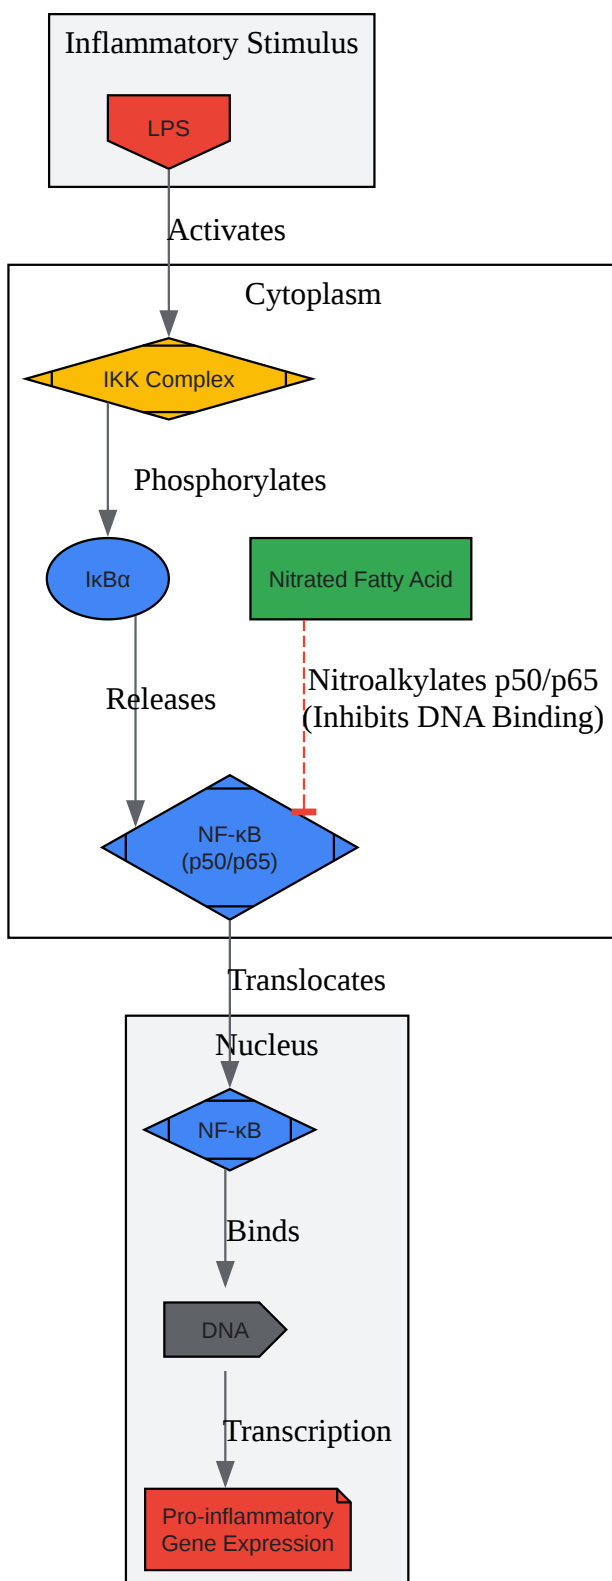 Inflammatory Stimulus
LPS
Activates
Cytoplasm
IKK Complex
Phosphorylates
IκBα
Nitrated Fatty Acid
Releases
Nitroalkylates p50/p65
(Inhibits DNA Binding)
NF-κB
(p50/p65)
Translocates
Nucleus
NF-κB
Binds
DNA
Transcription
Pro-inflammatory
Gene Expression